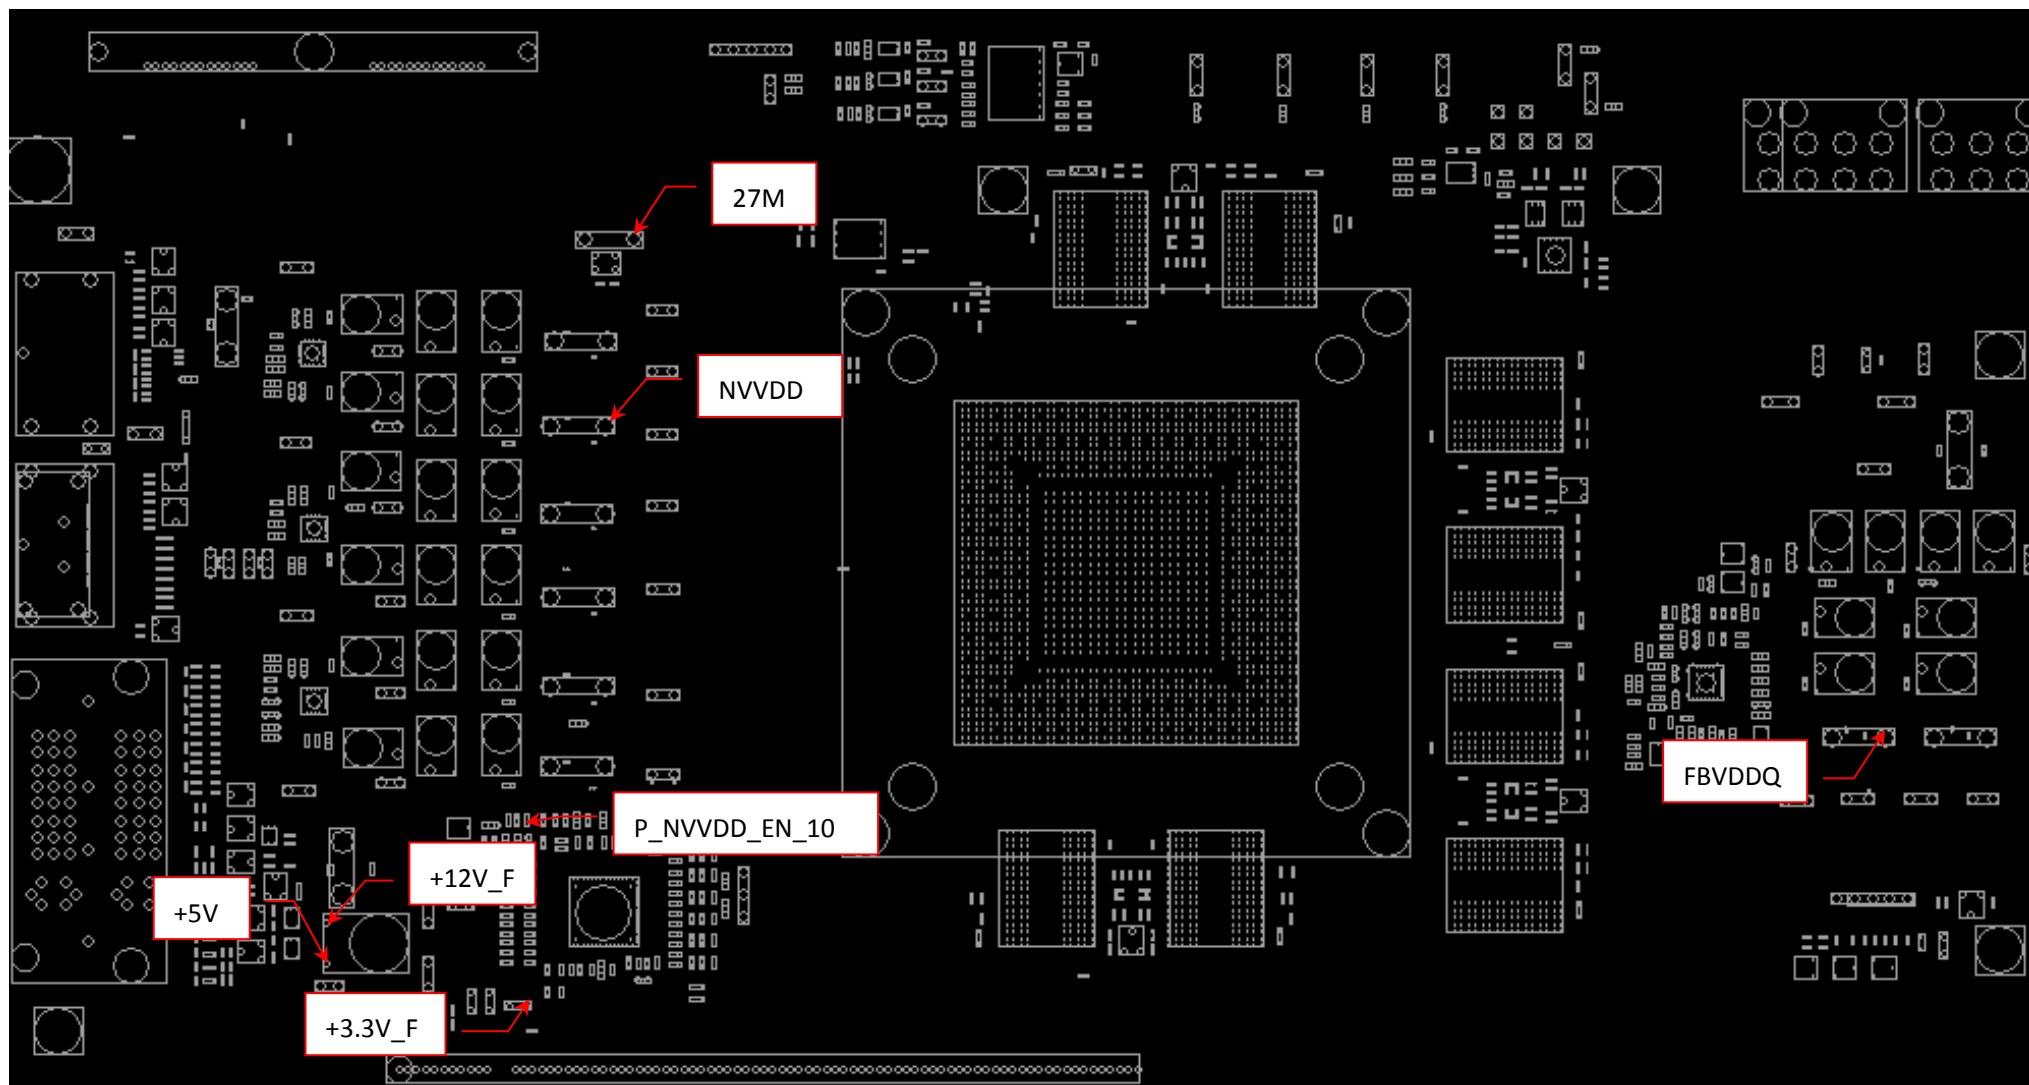 27M
NVVDD
FBVDDQ
P_NVVDD_EN_10
+12V_F
+5V
+3.3V_F